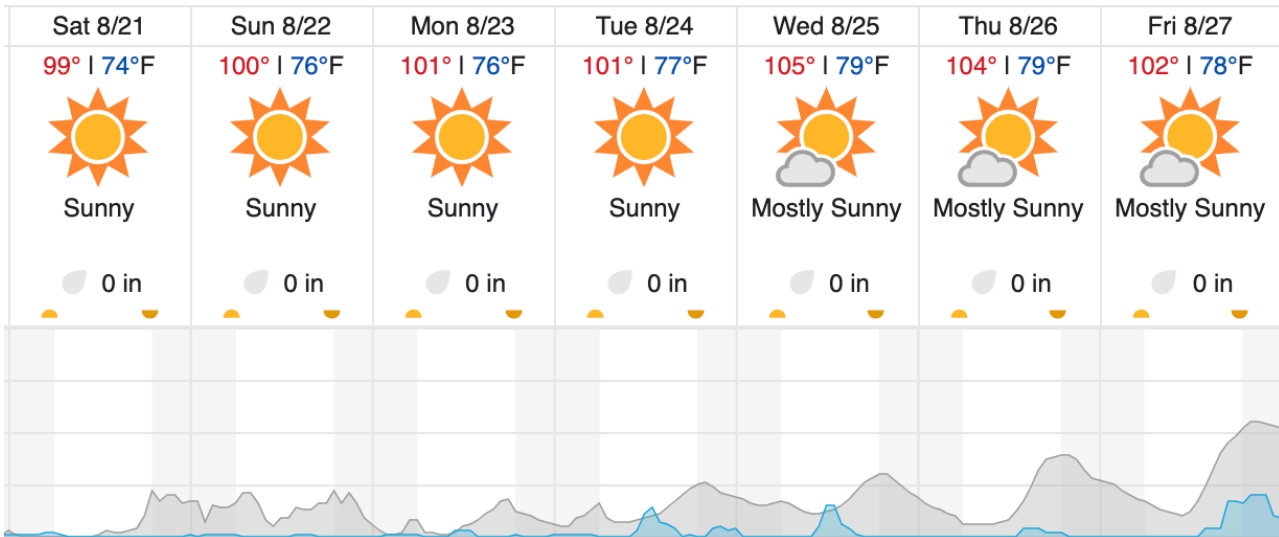 Sat 8/21
99° | 74°F
Sunny
0 in
Sun 8/22
100° | 76°F
Sunny
0 in
Mon 8/23
101° | 76°F
Sunny
0 in
Tue 8/24
101° | 77°F
Sunny
0 in
Wed 8/25
105° | 79°F
Mostly Sunny
0 in
Thu 8/26
104° | 79°F
Mostly Sunny
0 in
Fri 8/27
102° | 78°F
Mostly Sunny
0 in